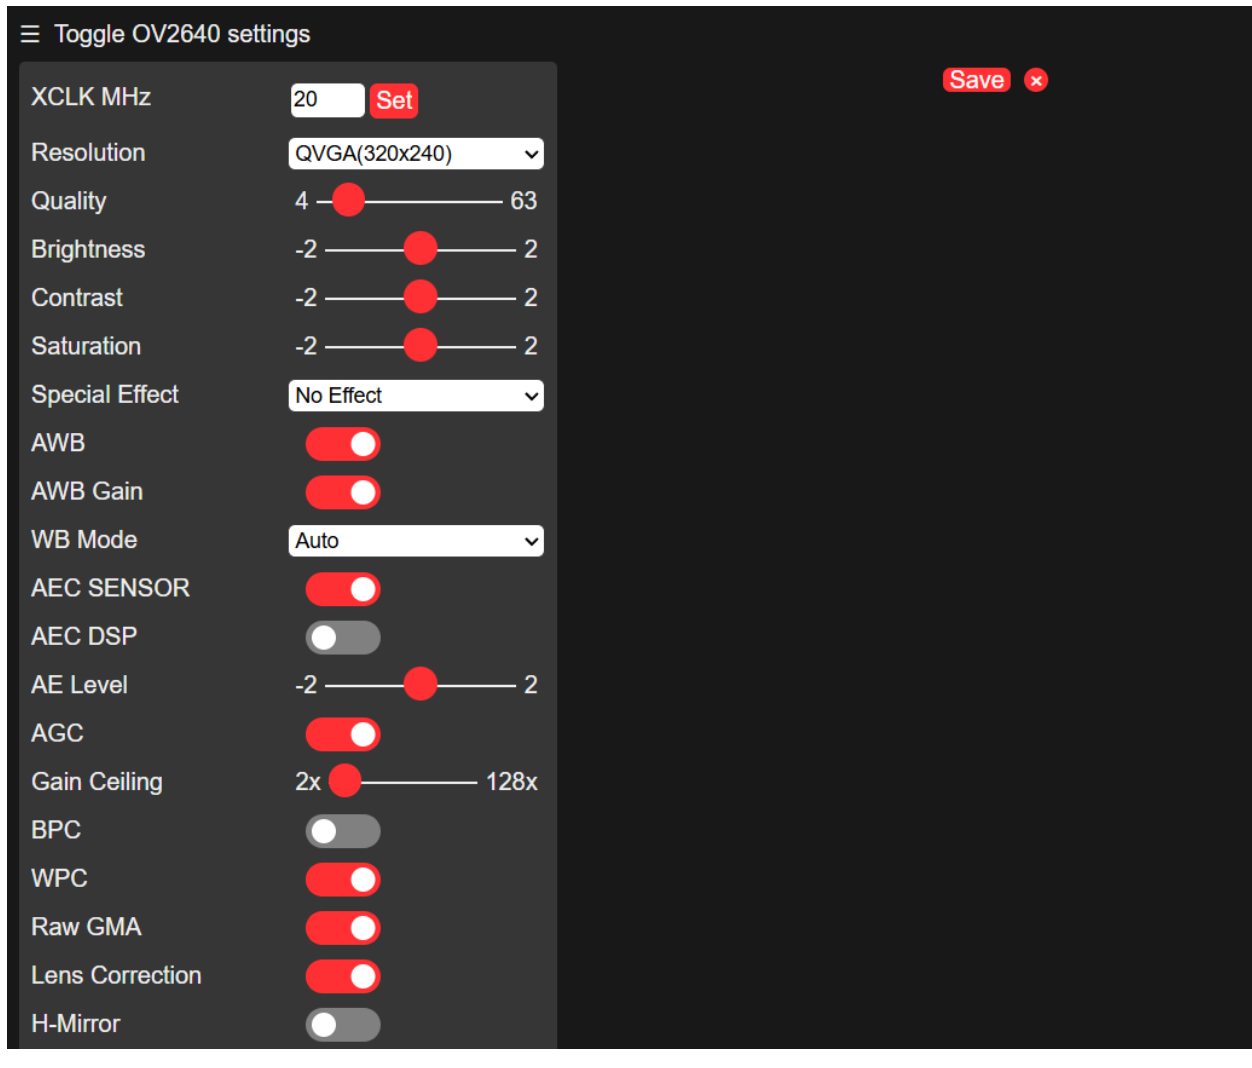 ☰ Toggle OV2640 settings
Save ×
XCLK MHz 20 Set
Resolution QVGA(320x240)
Quality 4 63
Brightness -2 2
Contrast -2 2
Saturation -2 2
Special Effect No Effect
AWB
AWB Gain
WB Mode Auto
AEC SENSOR
AEC DSP
AE Level -2 2
AGC
Gain Ceiling 2x 128x
BPC
WPC
Raw GMA
Lens Correction
H-Mirror